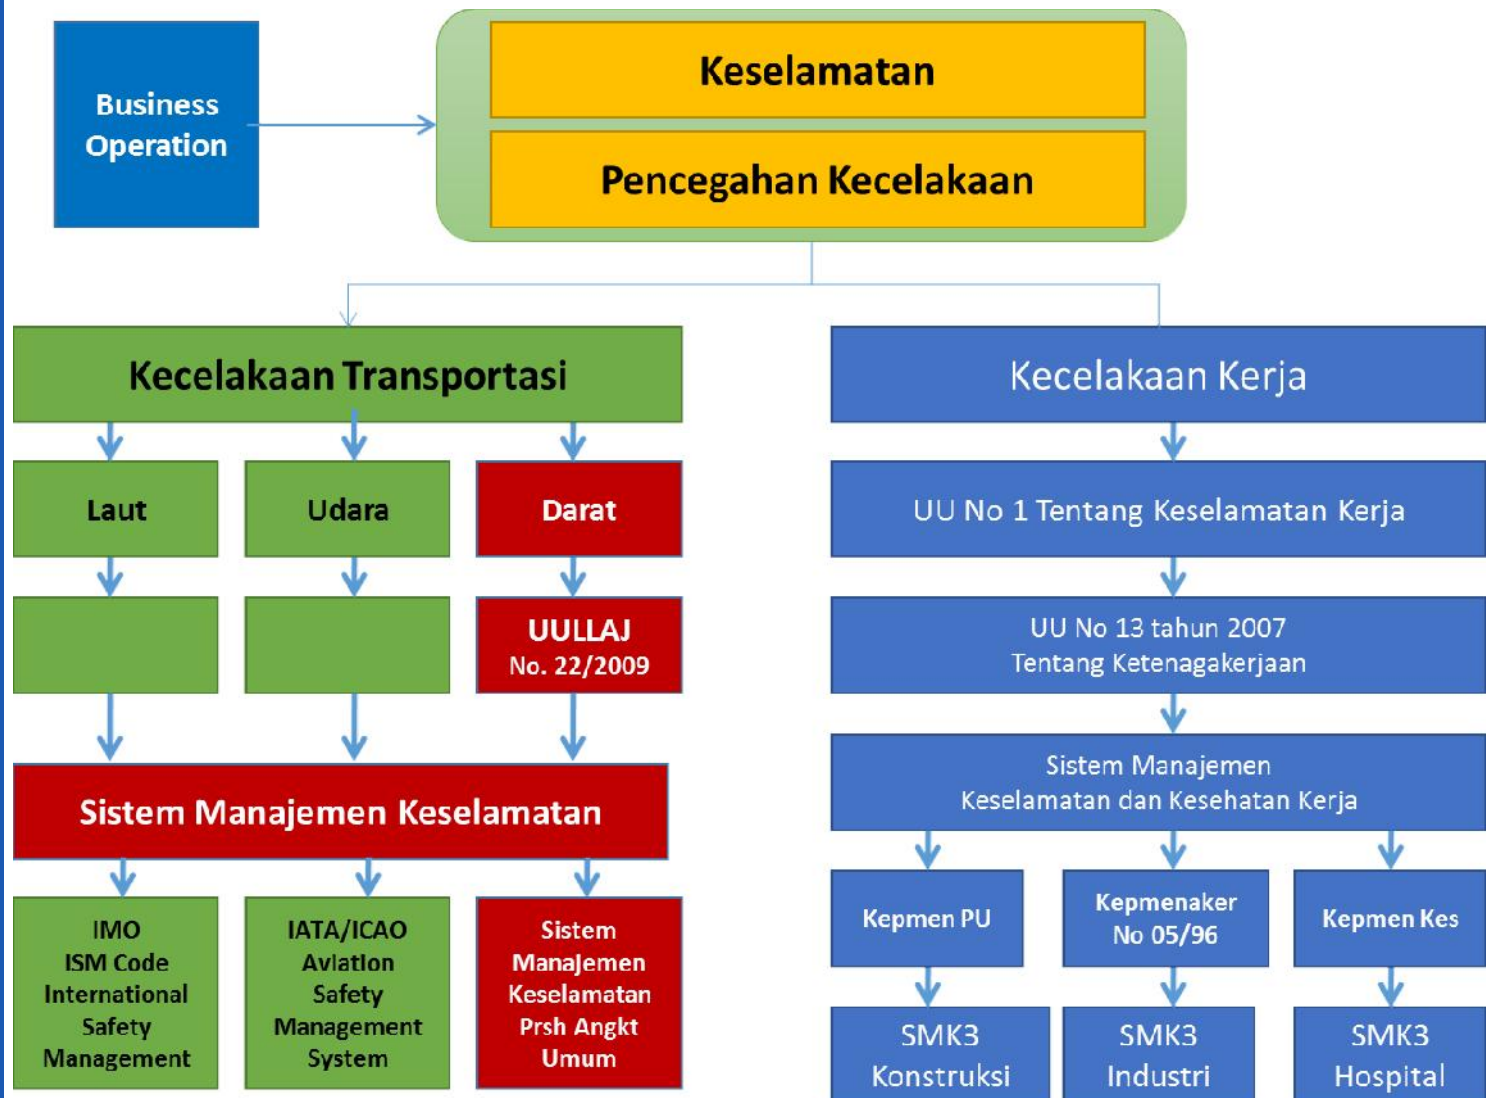 Business
Operation
Keselamatan
Pencegahan Kecelakaan
Kecelakaan Transportasi
Kecelakaan Kerja
Laut
Udara
Darat
UU No 1 Tentang Keselamatan Kerja
UULLAJ
No. 22/2009
UU No 13 tahun 2007
Tentang Ketenagakerjaan
Sistem Manajemen Keselamatan
Sistem Manajemen
Keselamatan dan Kesehatan Kerja
IMO
ISM Code
International
Safety
Management
IATA/ICAO
Aviation
Safety
Management
System
Sistem
Manajemen
Keselamatan
Prsh Angkt
Umum
Kepmen PU
Kepmenaker
No 05/96
Kepmen Kes
SMK3
Konstruksi
SMK3
Industri
SMK3
Hospital